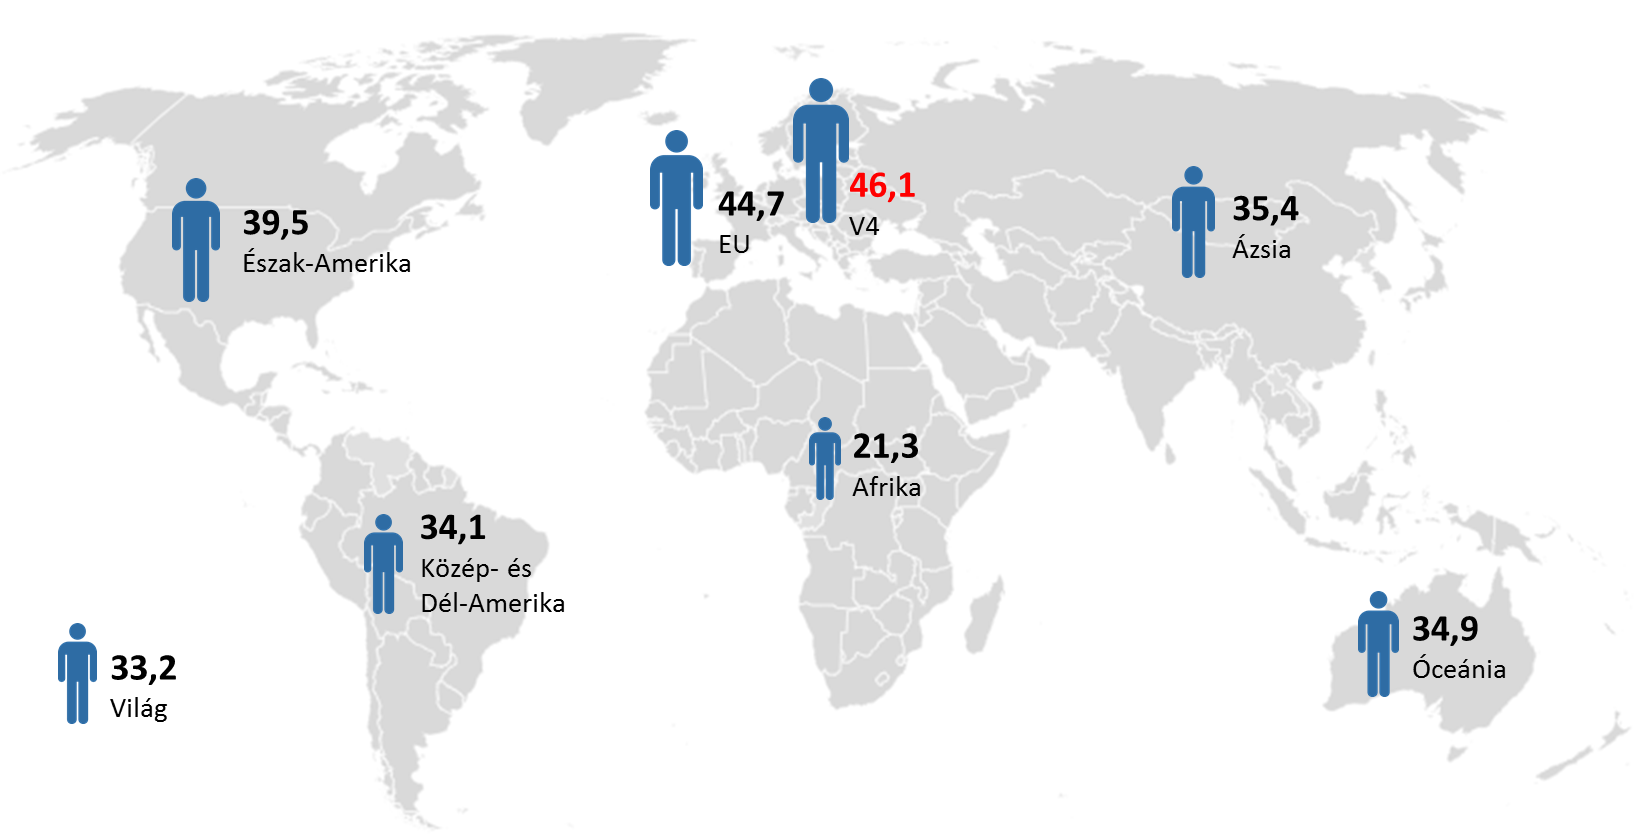 46,1
V4
44,7
EU
39,5
Észak-Amerika
35,4
Ázsia
21,3
Afrika
34,1
Közép- és
Dél-Amerika
34,9
Óceánia
33,2
Világ